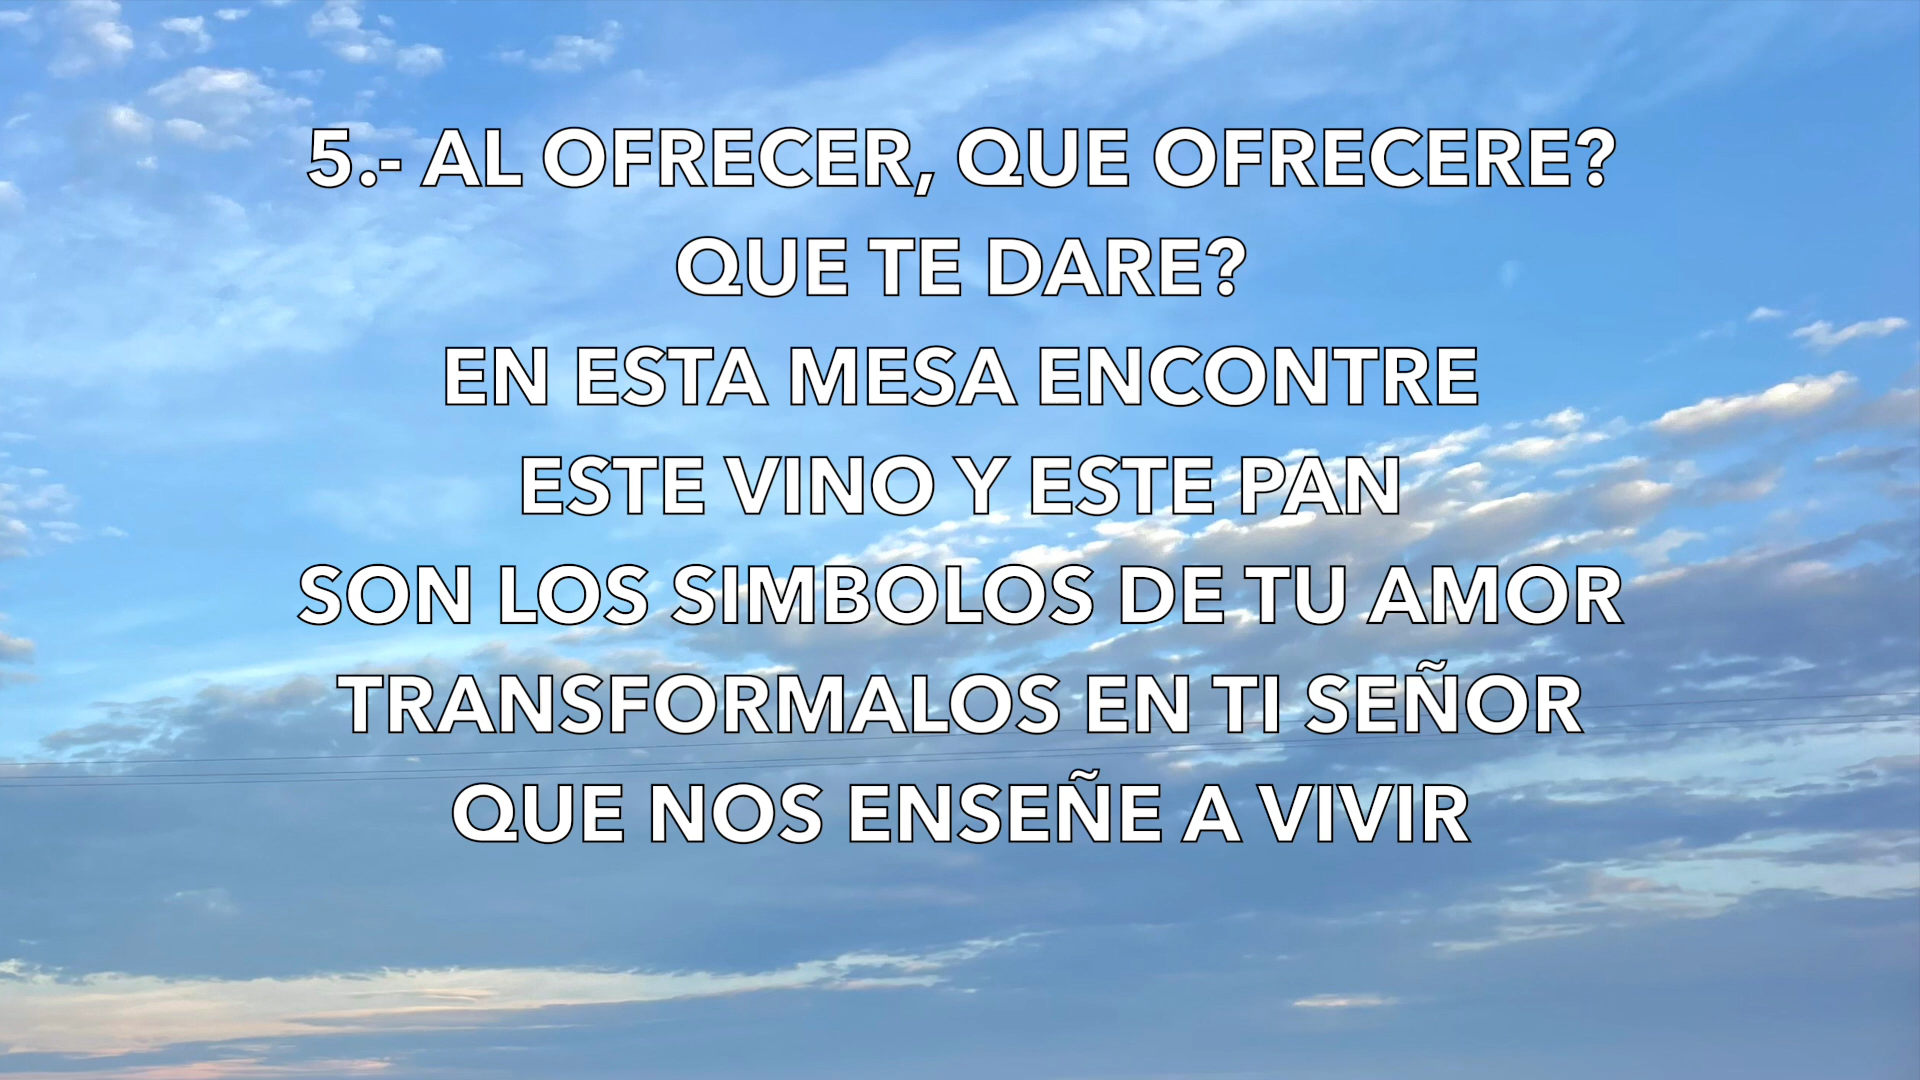 5.- AL OFRECER, QUE OFRECERE?
QUE TE DARE?
EN ESTA MESA ENCONTRE
ESTE VINO Y ESTE PAN
SON LOS SIMBOLOS DE TU AMOR
TRANSFORMALOS EN TI SEÑOR
QUE NOS ENSEÑE A VIVIR